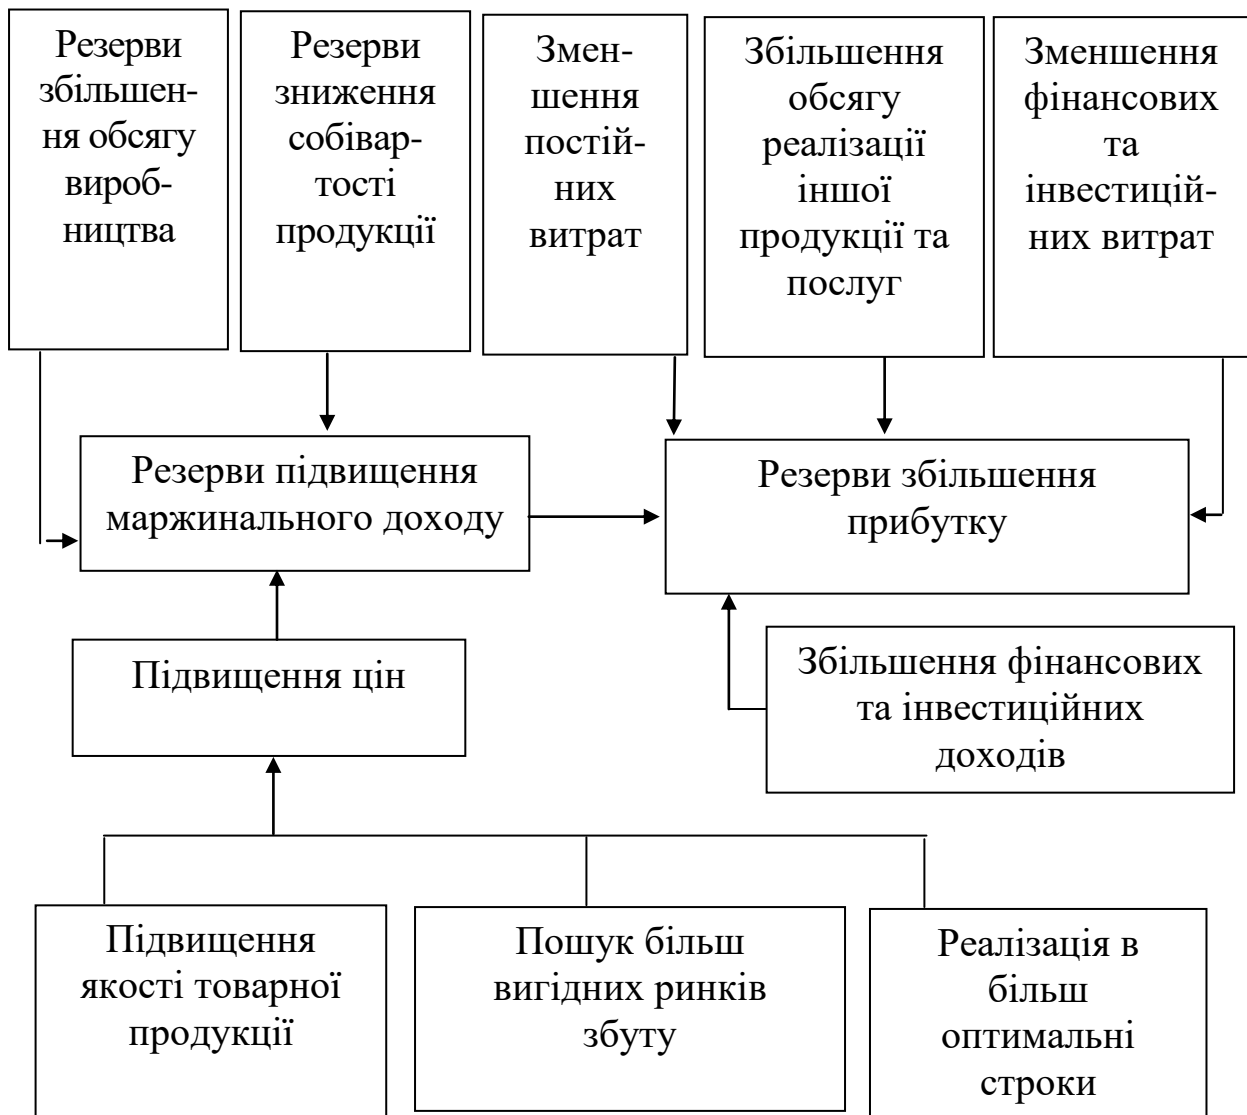 Резерви
збільшен-
ня обсягу
вироб-
ництва
Резерви
зниження
собівар-
тості
продукції
Змен-
шення
постій-
них
витрат
Збільшення
обсягу
реалізації
іншої
продукції та
послуг
Зменшення
фінансових
та
інвестицій-
них витрат
Резерви підвищення
маржинального доходу
Резерви збільшення
прибутку
Підвищення цін
Збільшення фінансових
та інвестиційних
доходів
Підвищення
якості товарної
продукції
Пошук більш
вигідних ринків
збуту
Реалізація в
більш
оптимальні
строки